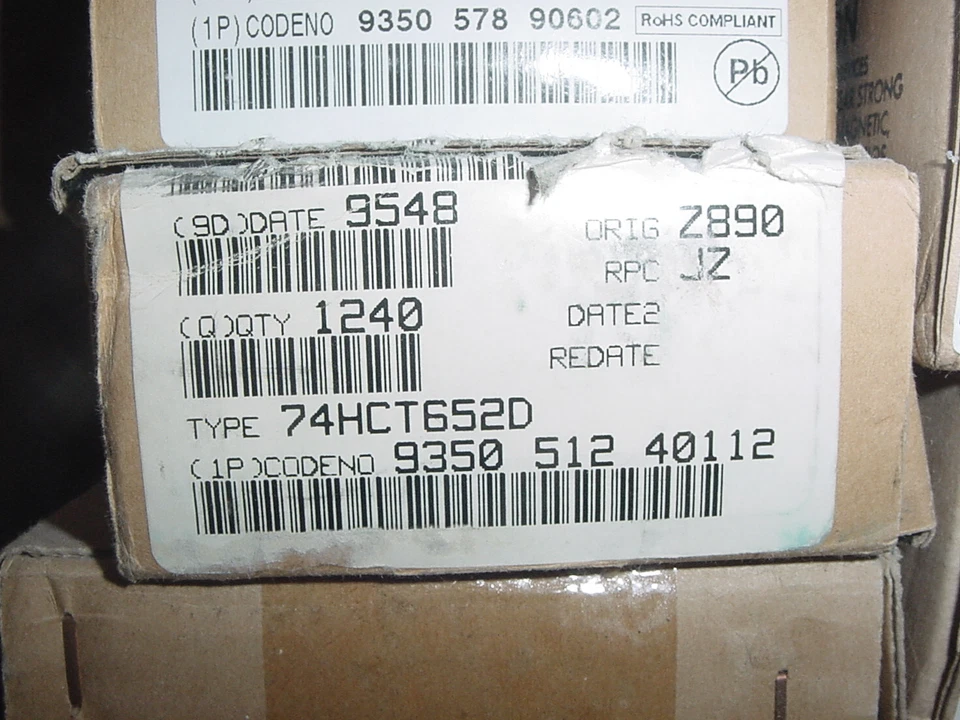 (1P)CODENO 9350 578 90602 RoHS COMPLIANT
Pb
(9D)DATE 9548
ORIG Z890
RPC JZ
(Q)QTY 1240
DATE2
REDATE
TYPE 74HCT652D
(1P)CODENO 9350 512 40112
STRONG